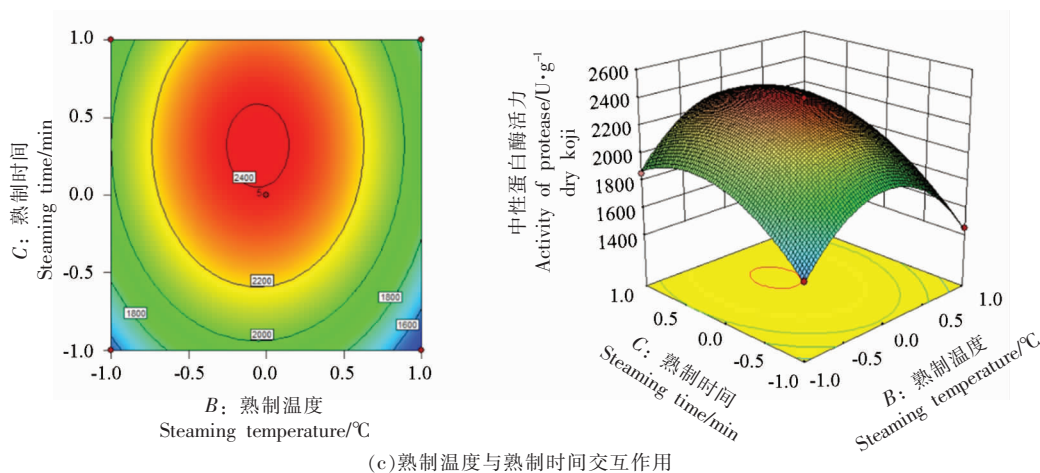 1.0
0.5
0.0
-0.5
-1.0
C：熟制时间
Steaming time/min
2400
5
2200
2000
1800
1800
1600
-1.0 -0.5 0.0 0.5 1.0
B：熟制温度
Steaming temperature/℃
中性蛋白酶活力
Activity of protease/U·g⁻¹
dry koji
2600
2400
2200
2000
1800
1600
1400
1.0
0.5
0.0
-0.5
-1.0
C：熟制时间
Steaming time/min
-1.0
-0.5
0.0
0.5
1.0
B：熟制温度
Steaming temperature/℃
(c)熟制温度与熟制时间交互作用